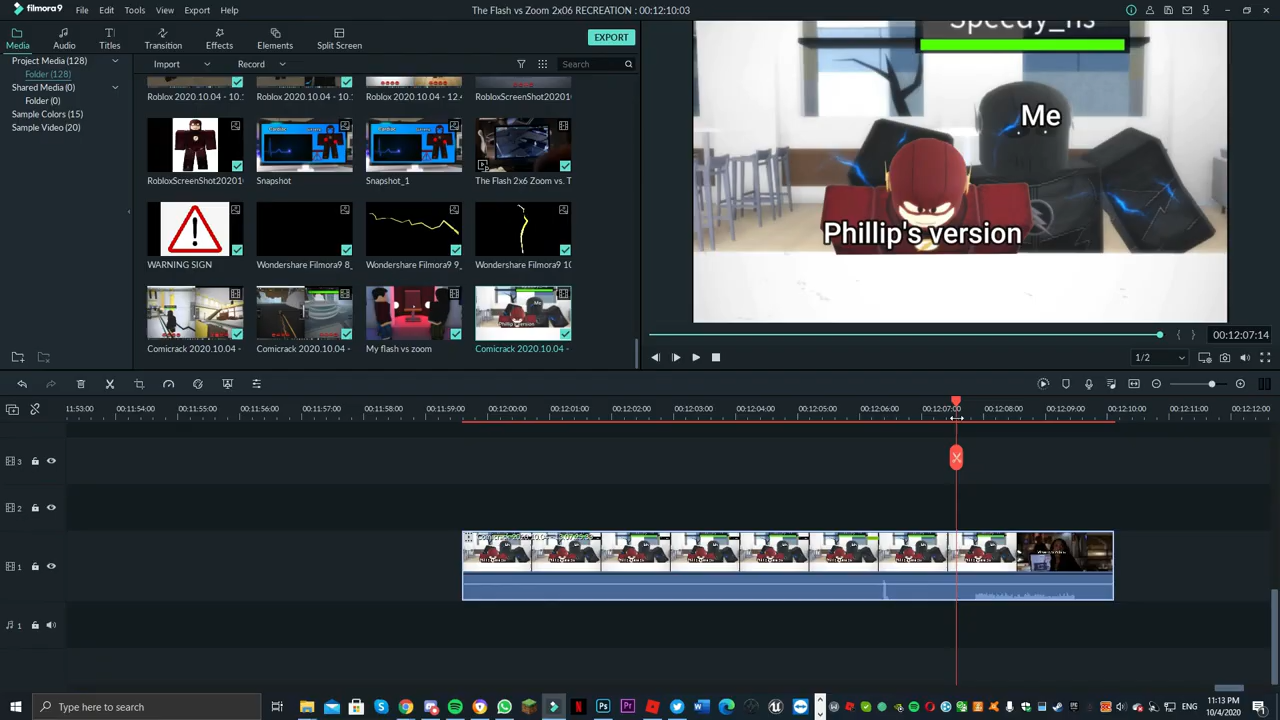 filmora9
File Edit Tools View Export Help
The Flash vs Zoom 2x06 RECREATION : 00:12:10:03
Media Audio Titles Transition Effects Elements Split Screen
EXPORT
Project Media (128)
Folder (128)
Shared Media (0)
Folder (0)
Sample Colors (15)
Sample Video (20)
Import Record Search
Roblox 2020.10.04 - 10. Roblox 2020.10.04 - 10. Roblox 2020.10.04 - 12. RobloxScreenShot20201
RobloxScreenShot20201 Snapshot Snapshot_1 The Flash 2x6 Zoom vs. T
WARNING SIGN Wondershare Filmora9 8_ Wondershare Filmora9 9_ Wondershare Filmora9 10
Comicrack 2020.10.04 - Comicrack 2020.10.04 - My flash vs zoom Comicrack 2020.10.04 -
Me
Phillip's version
00:12:07:14
1/2
11:53:00 00:11:54:00 00:11:55:00 00:11:56:00 00:11:57:00 00:11:58:00 00:11:59:00 00:12:00:00 00:12:01:00 00:12:02:00 00:12:03:00 00:12:04:00 00:12:05:00 00:12:06:00 00:12:07:00 00:12:08:00 00:12:09:00 00:12:10:00 00:12:11:00 00:12:12:00
3
2
1
1
Type here to search
ENG
11:13 PM
10/4/2020
1